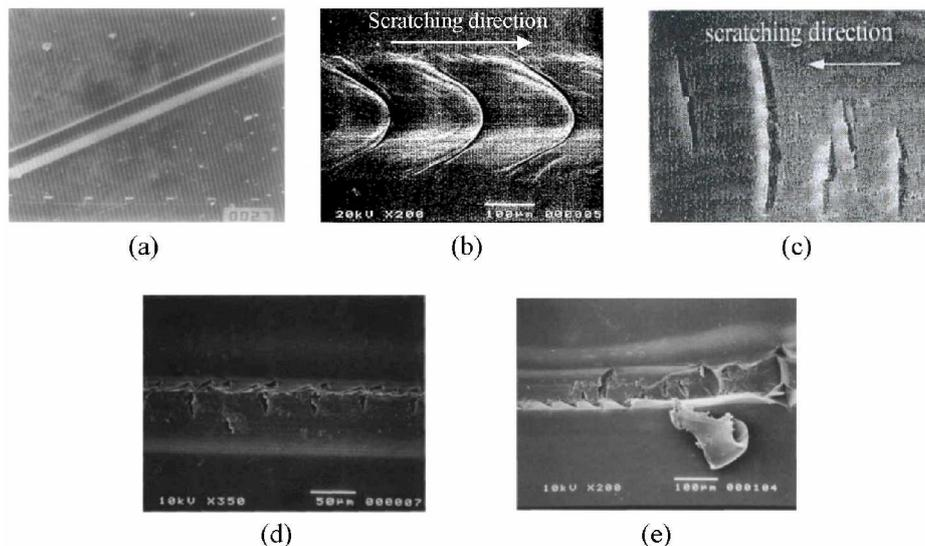 Scratching direction
scratching direction
20kV X200 100μm 000005
(a)
(b)
(c)
10kV X350 50μm 000007
10kV X200 100μm 000104
(d)
(e)